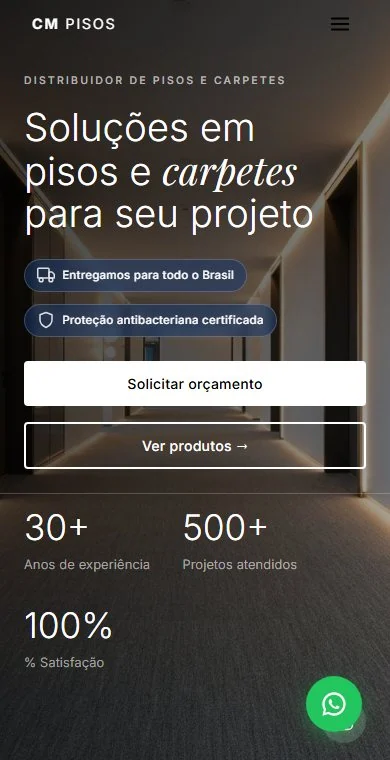 CM PISOS
DISTRIBUIDOR DE PISOS E CARPETES
Soluções em
pisos e carpetes
para seu projeto
Entregamos para todo o Brasil
Proteção antibacteriana certificada
Solicitar orçamento
Ver produtos →
30+
500+
Anos de experiência
Projetos atendidos
100%
% Satisfação